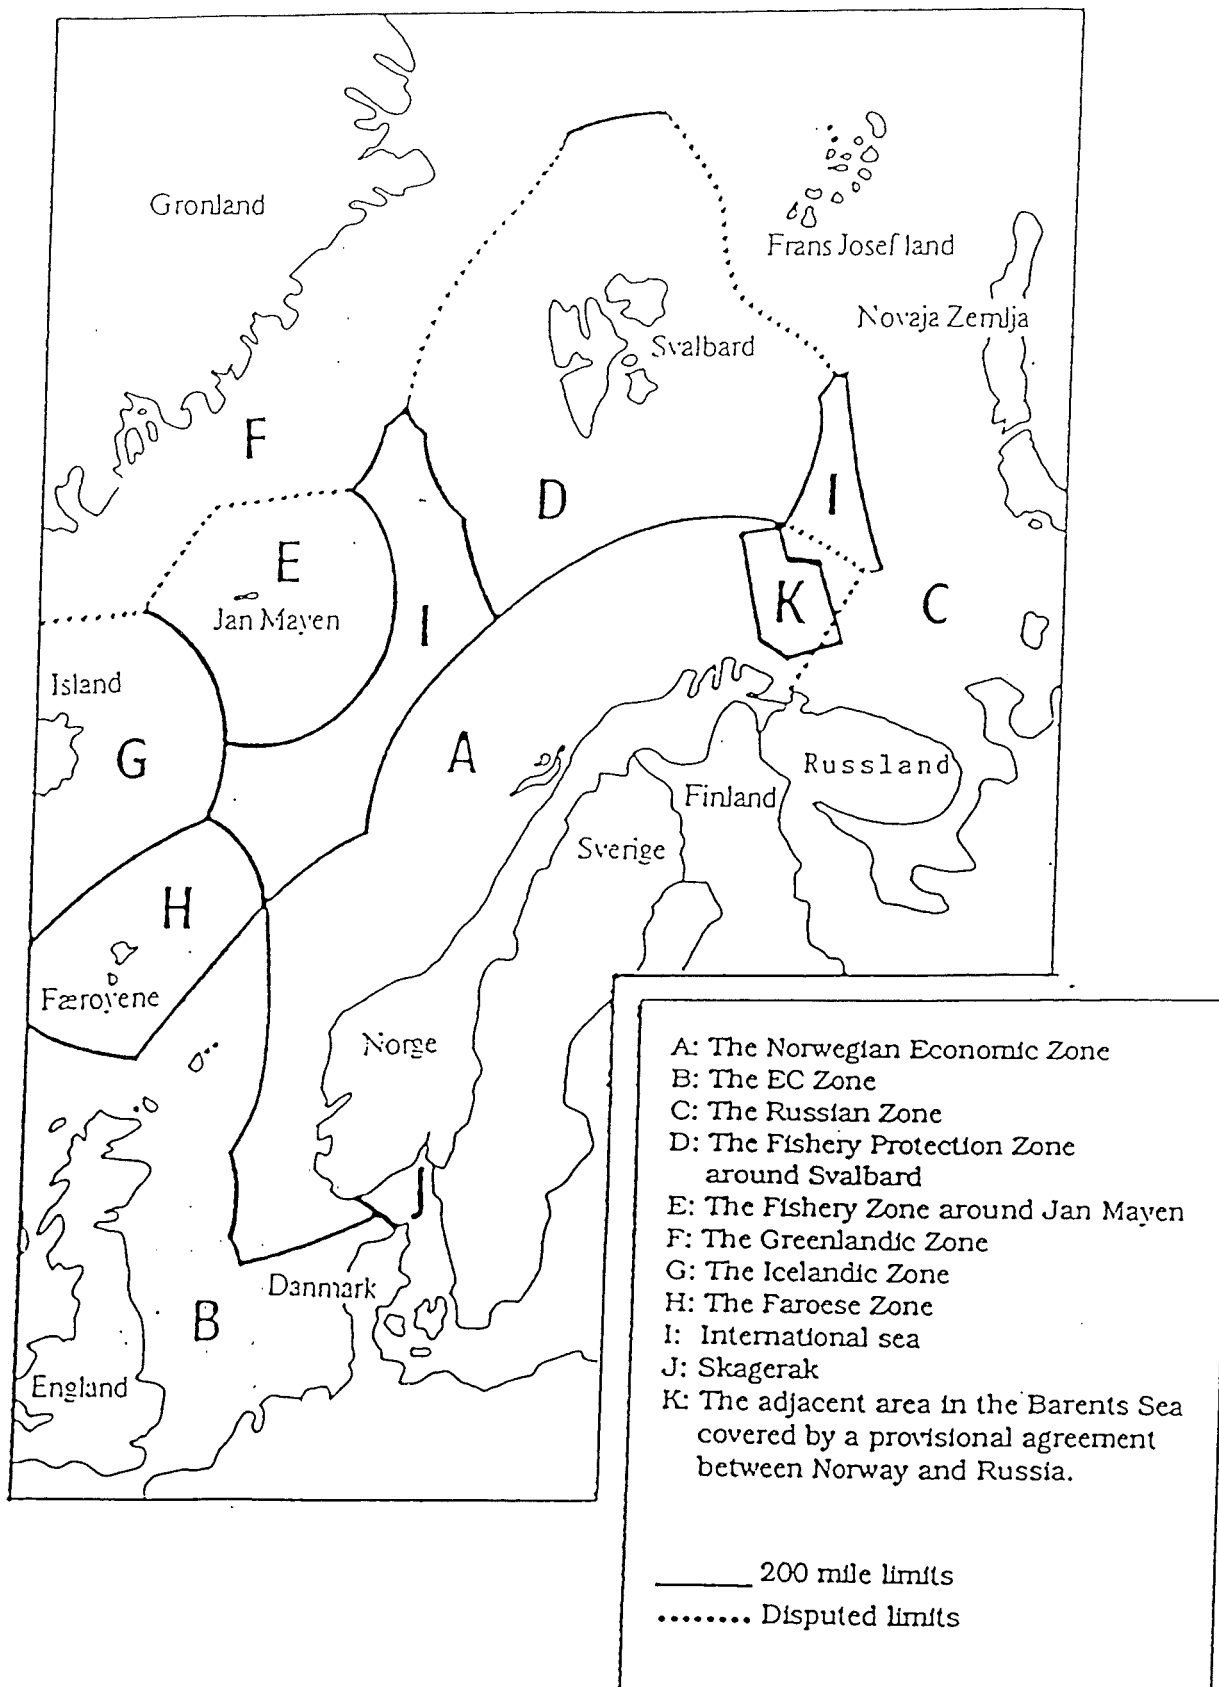 Gronland
Frans Josef land
Novaja Zemlja
Svalbard
F
D
I
E
K
C
Jan Mayen
I
Island
G
A
Russland
Finland
Sverige
H
Færoyene
Norge
J
Danmark
B
England
A: The Norwegian Economic Zone
B: The EC Zone
C: The Russian Zone
D: The Fishery Protection Zone
around Svalbard
E: The Fishery Zone around Jan Mayen
F: The Greenlandic Zone
G: The Icelandic Zone
H: The Faroese Zone
I: International sea
J: Skagerak
K: The adjacent area in the Barents Sea
covered by a provisional agreement
between Norway and Russia.
200 mile limits
Disputed limits